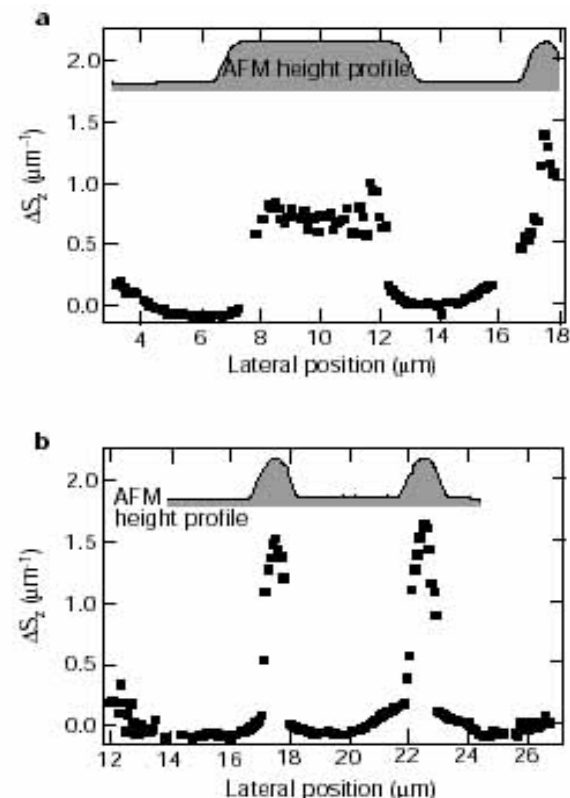 a
AFM height profile
2.0
1.5
1.0
0.5
0.0
ΔSz (μm⁻¹)
4 6 8 10 12 14 16 18
Lateral position (μm)
b
AFM
height profile
2.0
1.5
1.0
0.5
0.0
ΔSz (μm⁻¹)
12 14 16 18 20 22 24 26
Lateral position (μm)